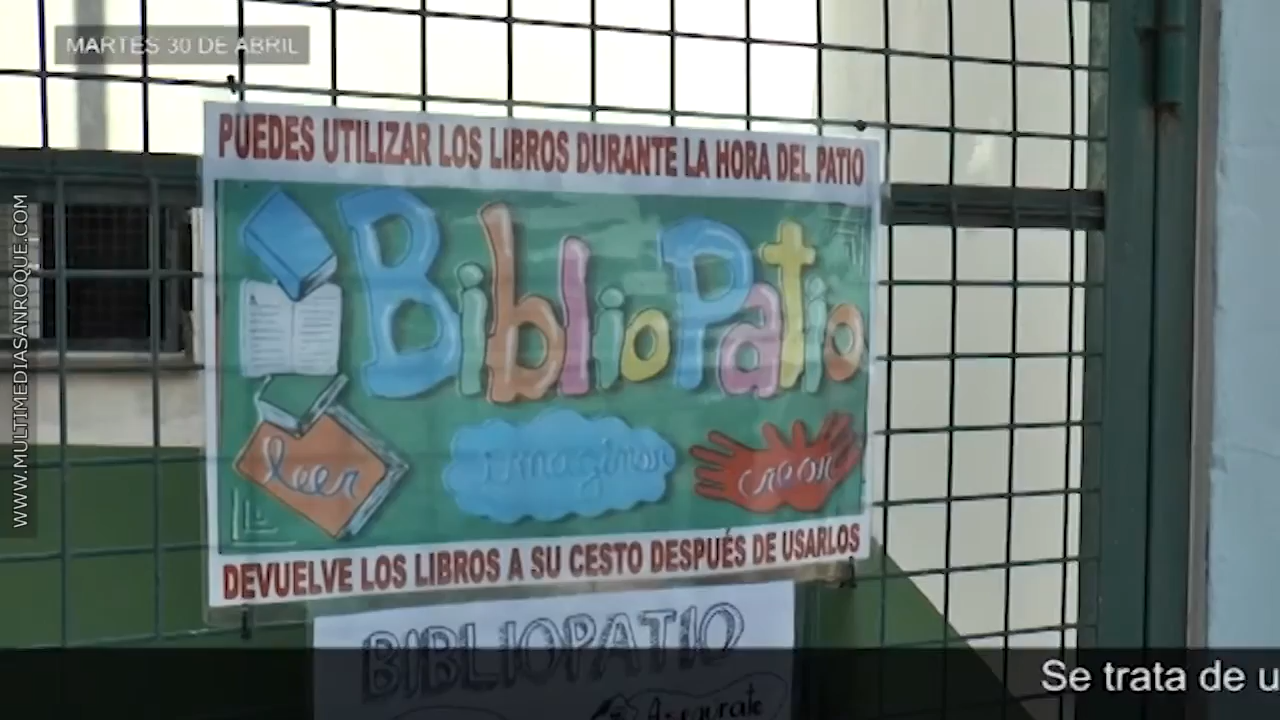 MARTES 30 DE ABRIL
WWW.MULTIMEDIASANROQUE.COM
PUEDES UTILIZAR LOS LIBROS DURANTE LA HORA DEL PATIO
BiblioPatio
leer
imaginar
crear
DEVUELVE LOS LIBROS A SU CESTO DESPUÉS DE USARLOS
BIBLIOPATIO
Asegurate
Se trata de u